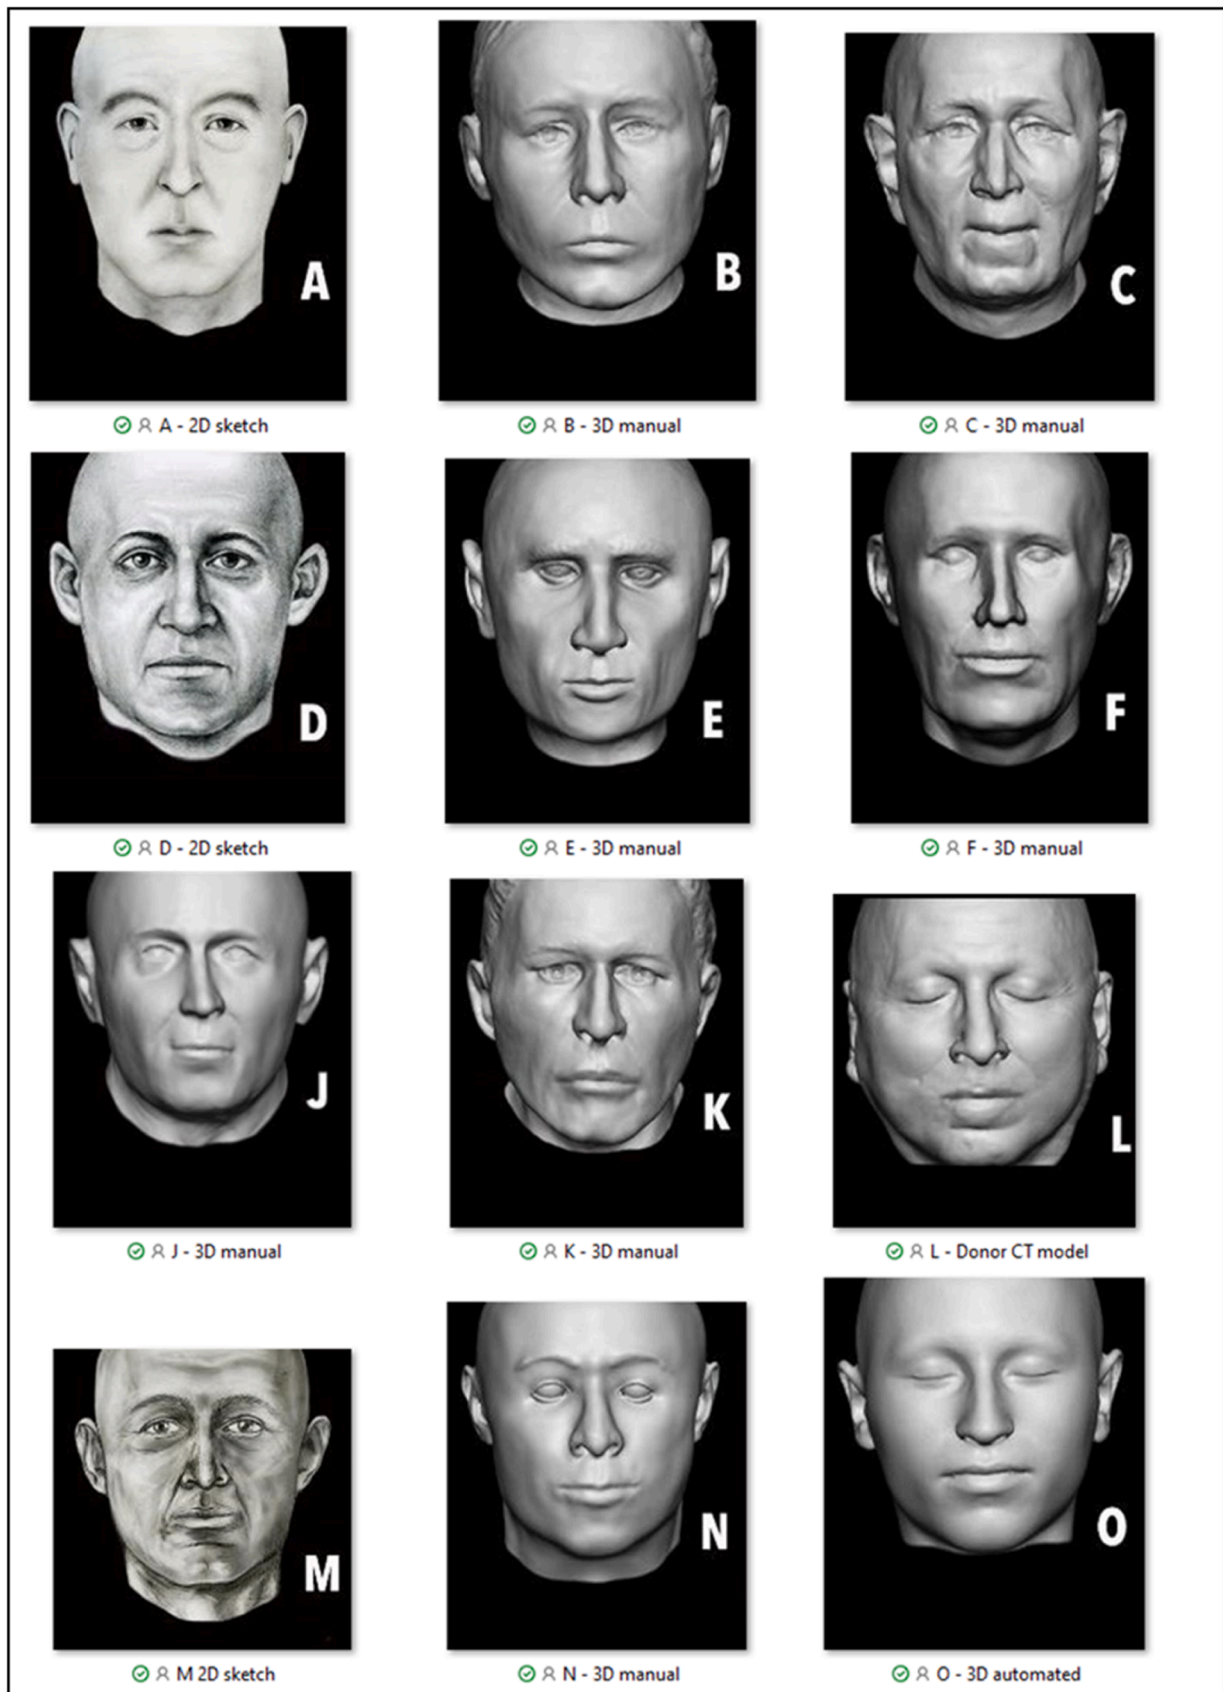 A
B
C
A - 2D sketch
B - 3D manual
C - 3D manual
D
E
F
D - 2D sketch
E - 3D manual
F - 3D manual
J
K
L
J - 3D manual
K - 3D manual
L - Donor CT model
M
N
O
M 2D sketch
N - 3D manual
O - 3D automated